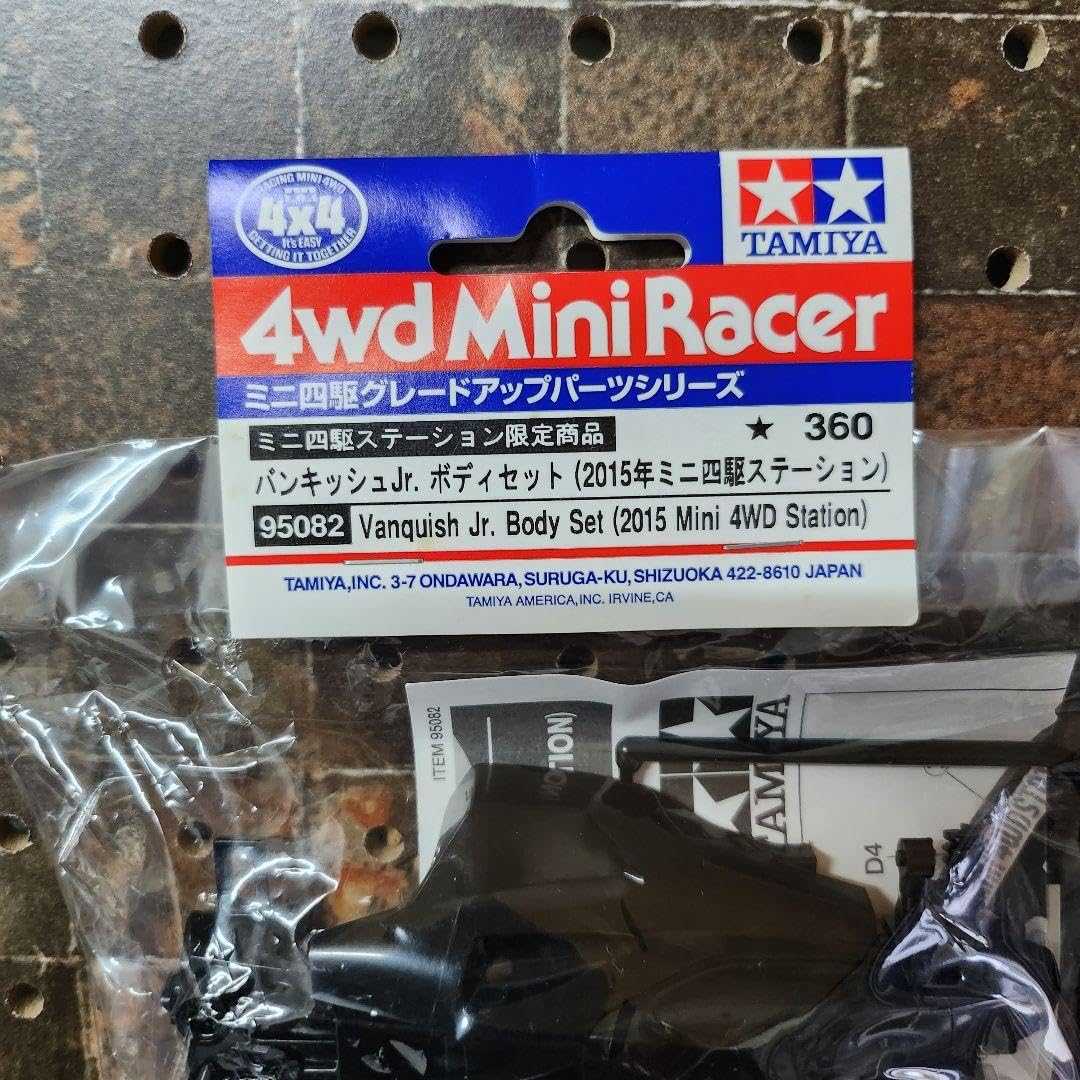 RACING MINI 4WD
4x4
It's EASY
GETTING IT TOGETHER
TAMIYA
4wd Mini Racer
ミニ四駆グレードアップパーツシリーズ
ミニ四駆ステーション限定商品
★ 360
バンキッシュJr. ボディセット (2015年ミニ四駆ステーション)
95082 Vanquish Jr. Body Set (2015 Mini 4WD Station)
TAMIYA,INC. 3-7 ONDAWARA, SURUGA-KU, SHIZUOKA 422-8610 JAPAN
TAMIYA AMERICA,INC. IRVINE,CA
ITEM 95082
TAMIYA
TAMIYA
D4